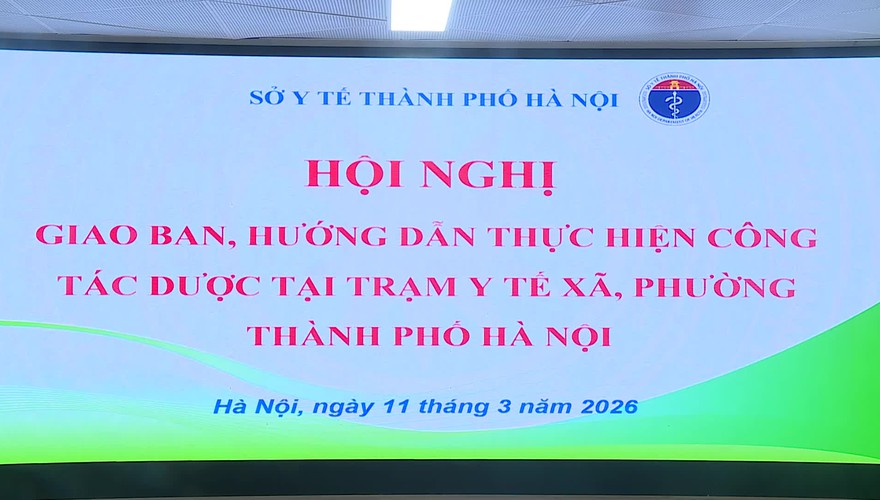 SỞ Y TẾ THÀNH PHỐ HÀ NỘI
HỘI NGHỊ
GIAO BAN, HƯỚNG DẪN THỰC HIỆN CÔNG
TÁC DƯỢC TẠI TRẠM Y TẾ XÃ, PHƯỜNG
THÀNH PHỐ HÀ NỘI
Hà Nội, ngày 11 tháng 3 năm 2026